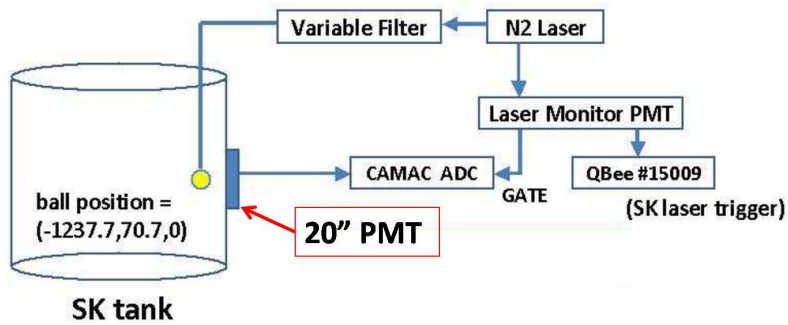 Variable Filter
N2 Laser
Laser Monitor PMT
CAMAC ADC
QBee #15009
GATE
(SK laser trigger)
ball position =
(-1237.7,70.7,0)
20” PMT
SK tank